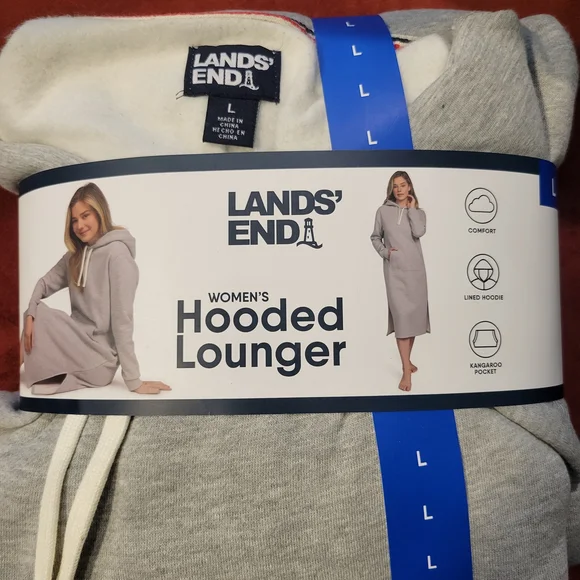 L
L
L
L
LANDS'
END
L
MADE IN
CHINA
HECHO EN
CHINA
LANDS'
END
WOMEN'S
Hooded
Lounger
COMFORT
LINED HOODIE
KANGAROO
POCKET
L
L
L
L